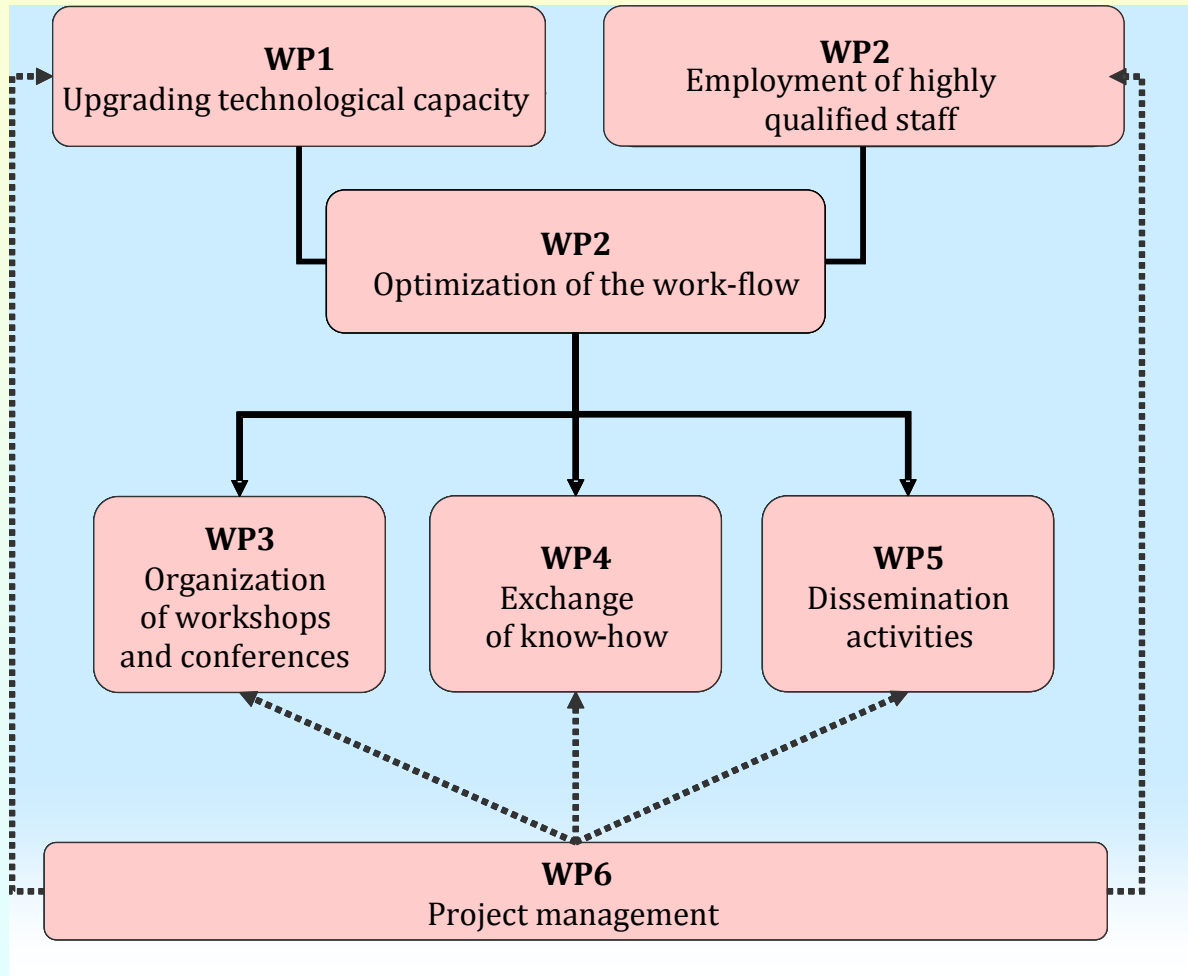 WP1
Upgrading technological capacity
WP2
Employment of highly
qualified staff
WP2
Optimization of the work-flow
WP3
Organization
of workshops
and conferences
WP4
Exchange
of know-how
WP5
Dissemination
activities
WP6
Project management